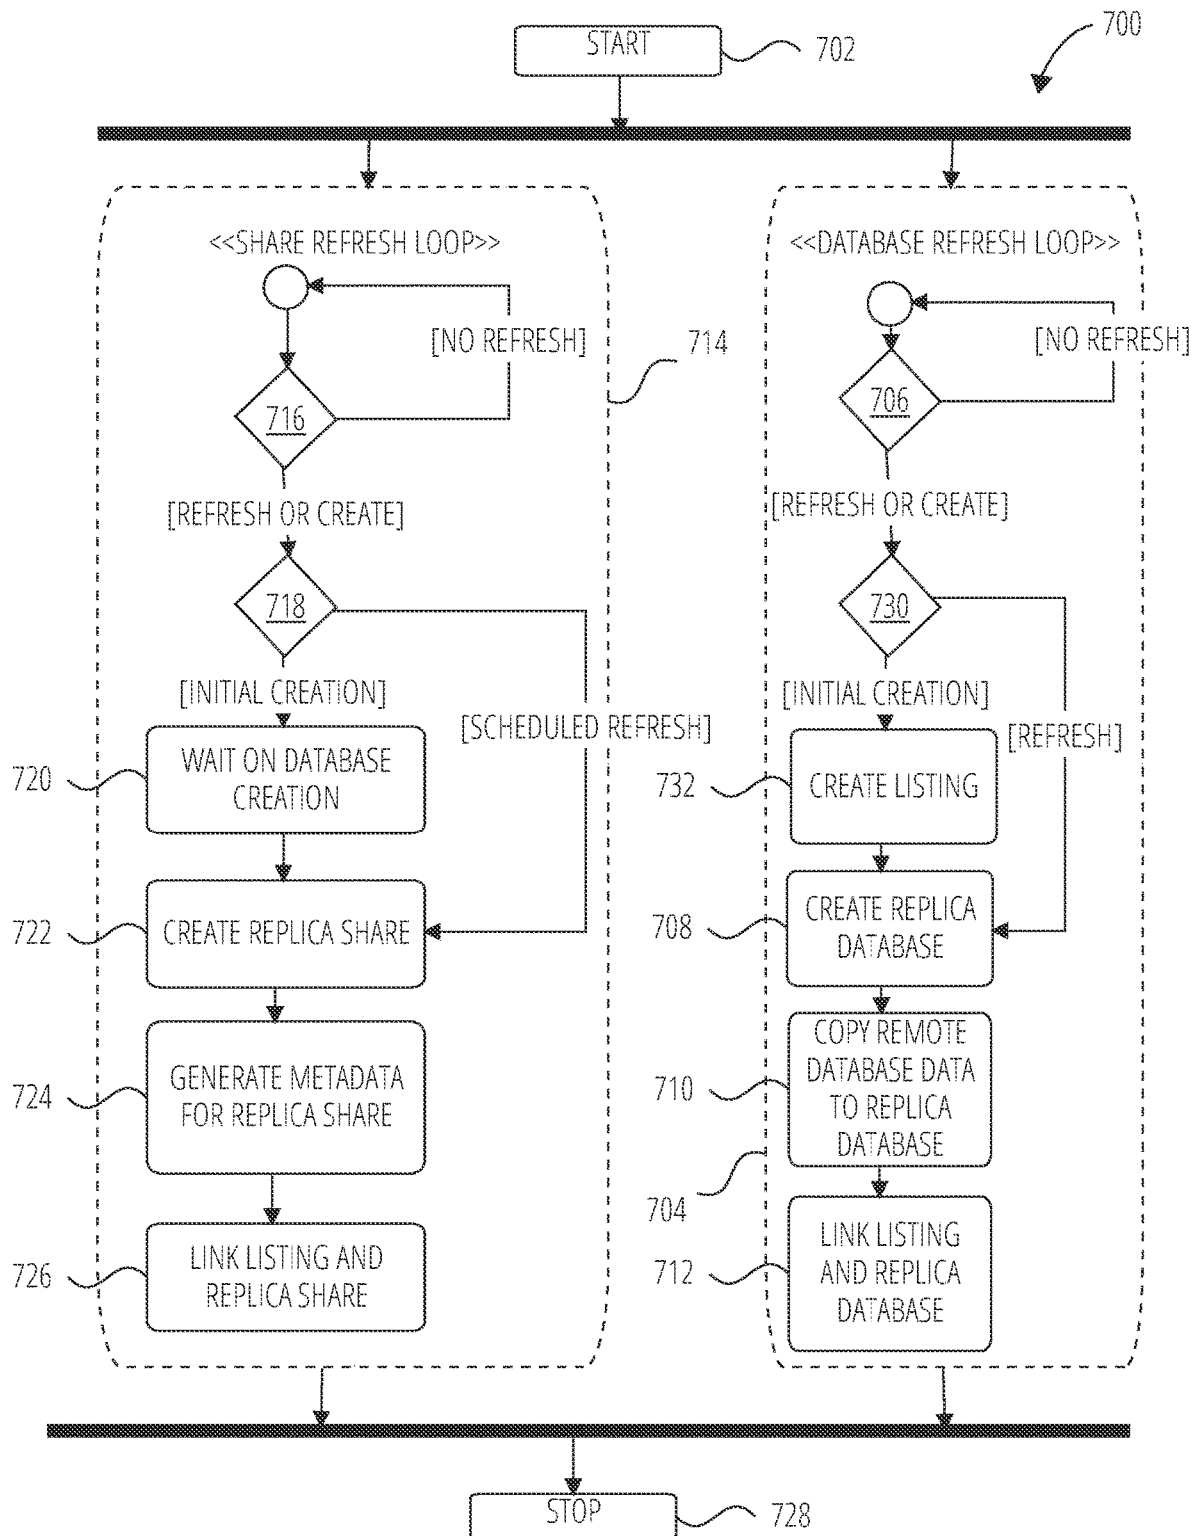 700
START
702
<<SHARE REFRESH LOOP>>
[NO REFRESH]
714
716
[REFRESH OR CREATE]
718
[INITIAL CREATION]
[SCHEDULED REFRESH]
720
WAIT ON DATABASE
CREATION
722
CREATE REPLICA SHARE
724
GENERATE METADATA
FOR REPLICA SHARE
726
LINK LISTING AND
REPLICA SHARE
<<DATABASE REFRESH LOOP>>
[NO REFRESH]
706
[REFRESH OR CREATE]
730
[INITIAL CREATION]
[REFRESH]
732
CREATE LISTING
708
CREATE REPLICA
DATABASE
710
COPY REMOTE
DATABASE DATA
TO REPLICA
DATABASE
704
712
LINK LISTING
AND REPLICA
DATABASE
STOP
728